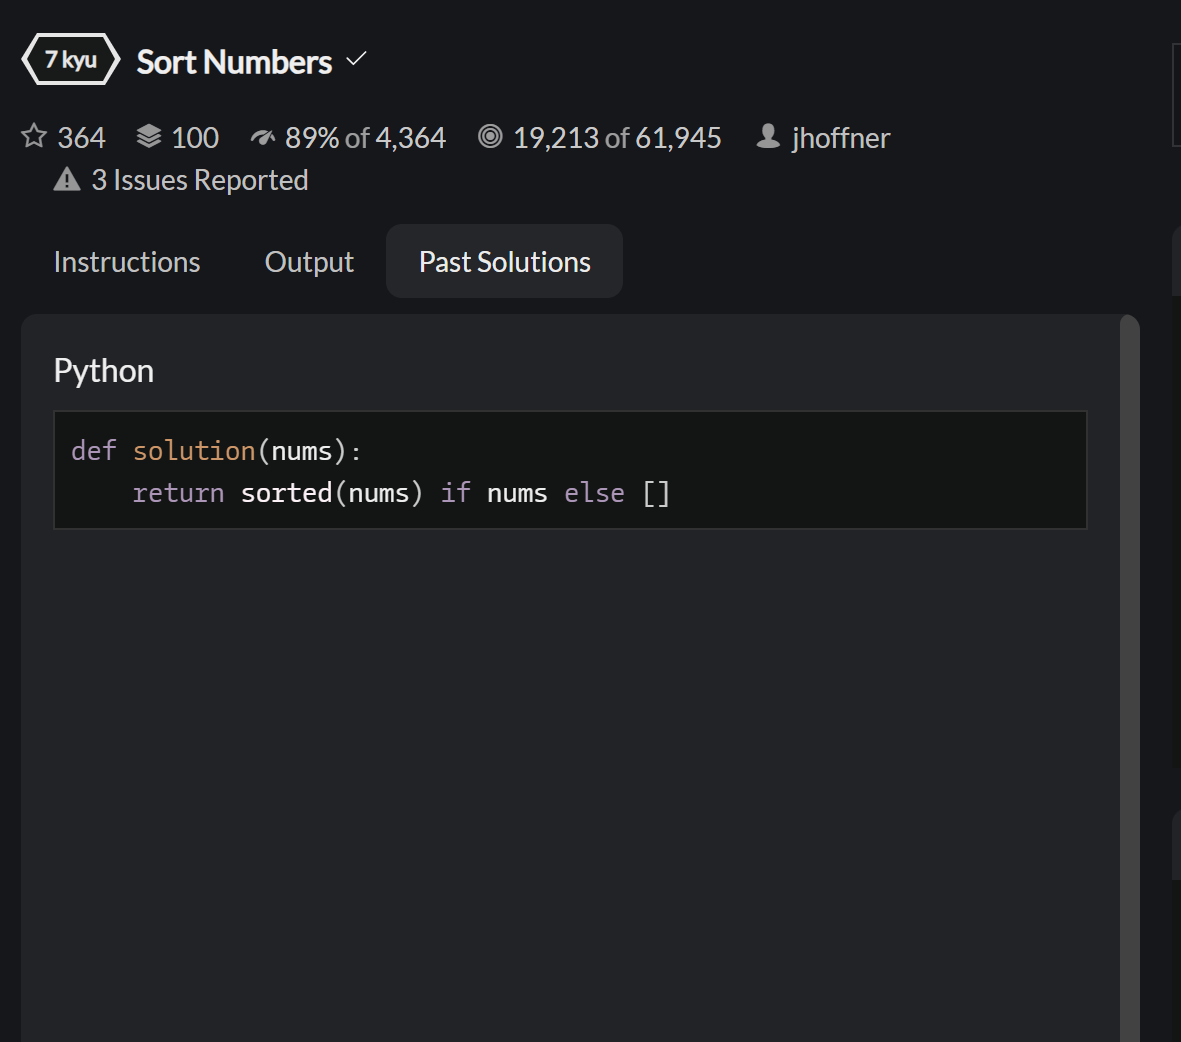 7 kyu Sort Numbers
364 100 89% of 4,364 19,213 of 61,945 jhoffner
3 Issues Reported
Instructions Output Past Solutions
Python
def solution(nums):
    return sorted(nums) if nums else []